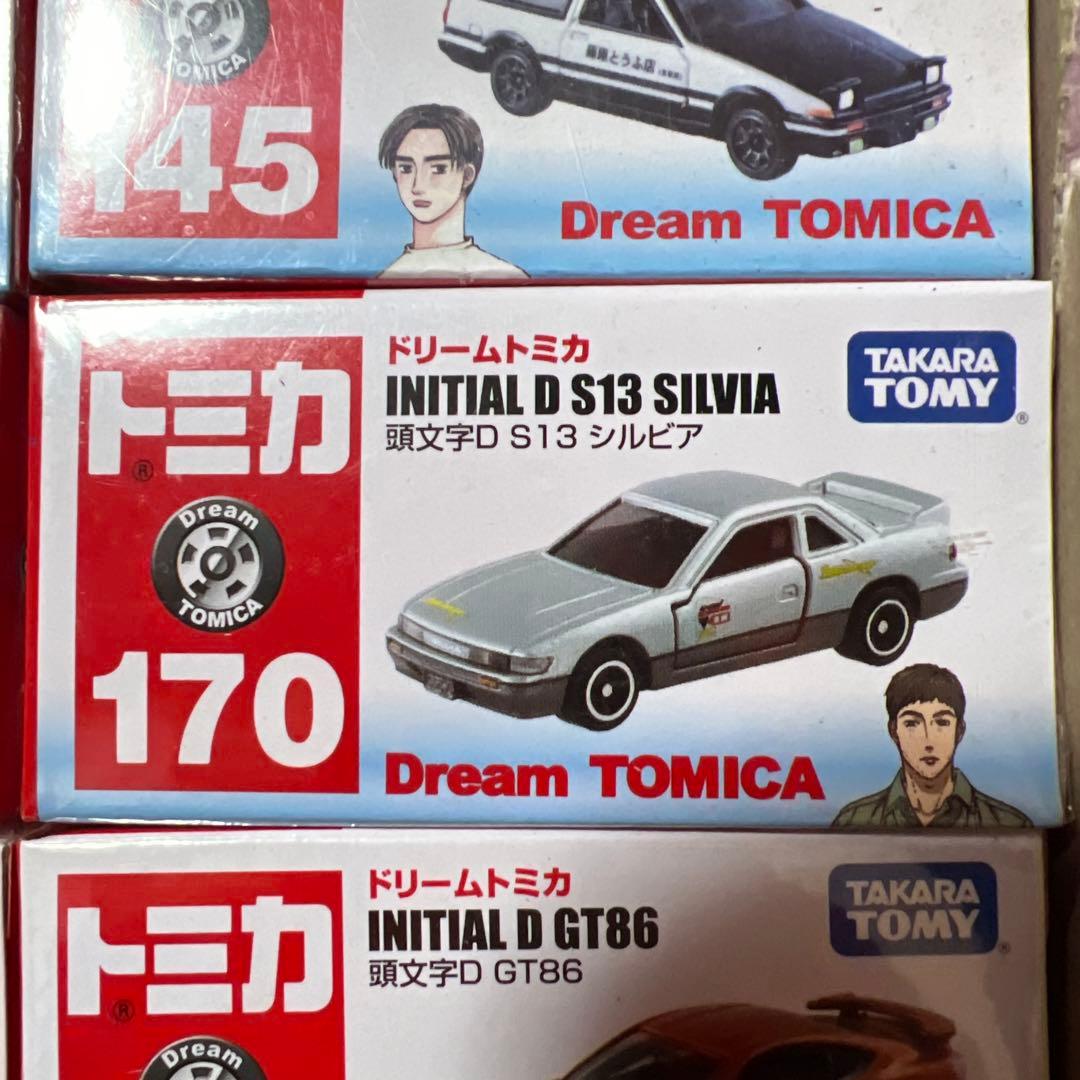 TOMICA
145
藤原とうふ店
Dream TOMICA
トミカ
®
Dream
TOMICA
170
ドリームトミカ
INITIAL D S13 SILVIA
頭文字D S13 シルビア
TAKARA
TOMY
®
Dream TOMICA
トミカ
®
Dream
ドリームトミカ
INITIAL D GT86
頭文字D GT86
TAKARA
TOMY
®